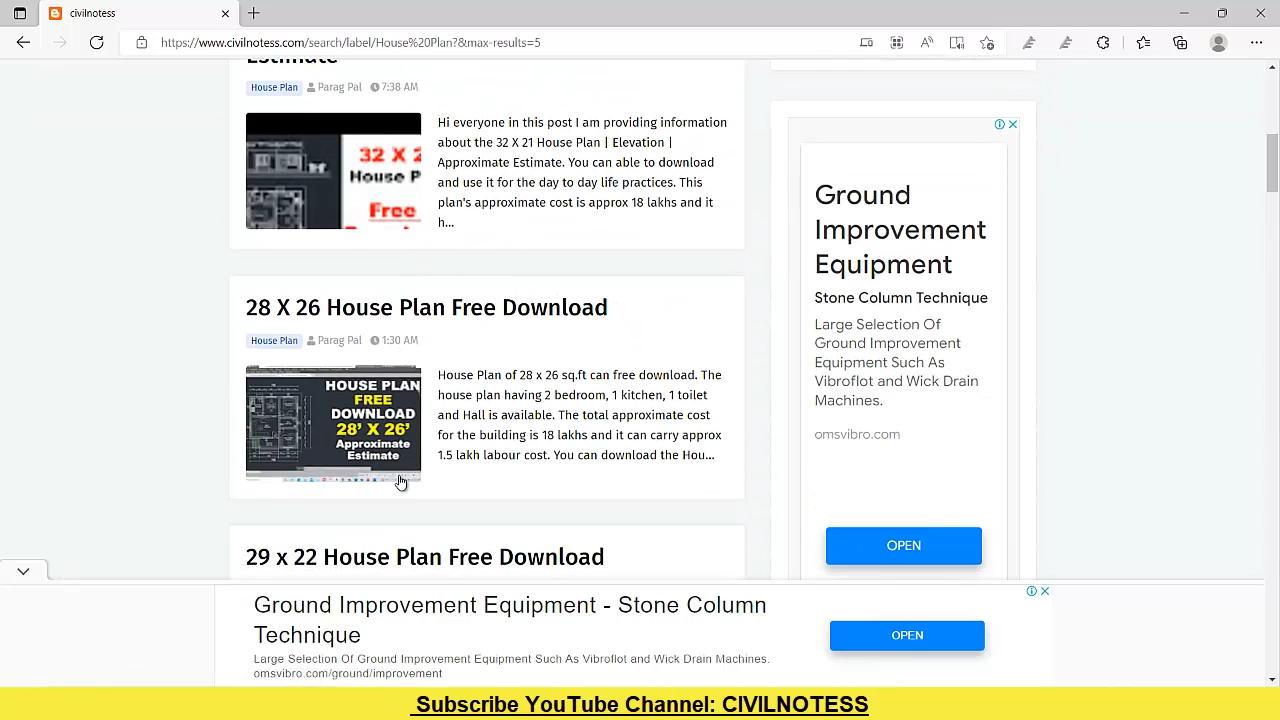 civilnotess
https://www.civilnotess.com/search/label/House%20Plan?&max-results=5
Estimate
House Plan Parag Pal 7:38 AM
32 X 2
House P
Free
Hi everyone in this post I am providing information
about the 32 X 21 House Plan | Elevation |
Approximate Estimate. You can able to download
and use it for the day to day life practices. This
plan's approximate cost is approx 18 lakhs and it
h...
28 X 26 House Plan Free Download
House Plan Parag Pal 1:30 AM
HOUSE PLAN
FREE
DOWNLOAD
28' X 26'
Approximate
Estimate
House Plan of 28 x 26 sq.ft can free download. The
house plan having 2 bedroom, 1 kitchen, 1 toilet
and Hall is available. The total approximate cost
for the building is 18 lakhs and it can carry approx
1.5 lakh labour cost. You can download the Hou...
29 x 22 House Plan Free Download
Ground
Improvement
Equipment
Stone Column Technique
Large Selection Of
Ground Improvement
Equipment Such As
Vibroflot and Wick Drain
Machines.
omsvibro.com
OPEN
Ground Improvement Equipment - Stone Column
Technique
Large Selection Of Ground Improvement Equipment Such As Vibroflot and Wick Drain Machines.
omsvibro.com/ground/improvement
OPEN
Subscribe YouTube Channel: CIVILNOTESS